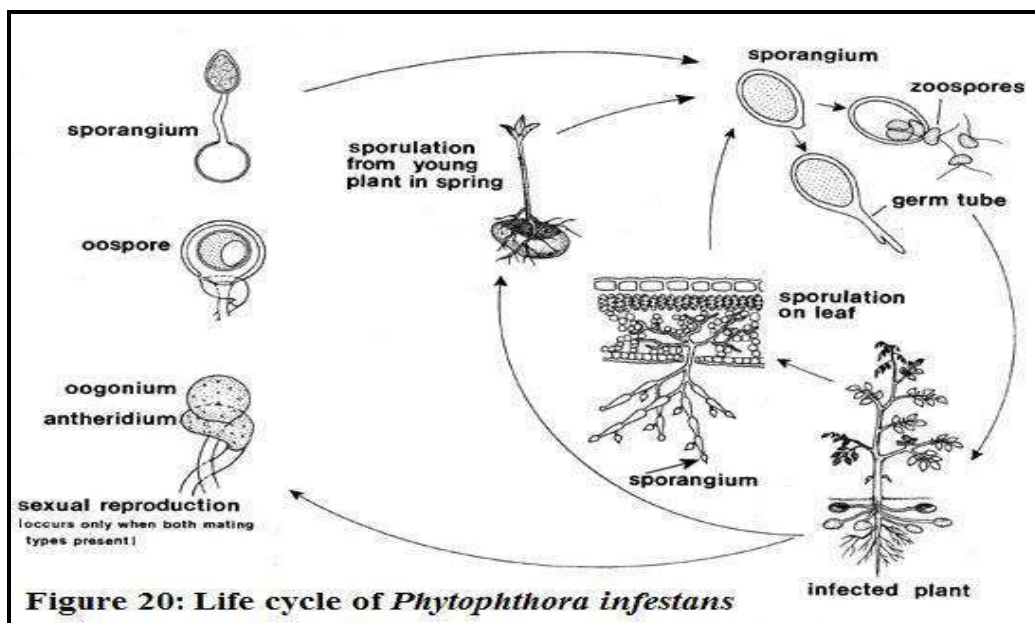 sporangium
oospore
oogonium
antheridium
sexual reproduction
(occurs only when both mating
types present)
sporulation
from young
plant in spring
sporangium
zoospores
germ tube
sporulation
on leaf
sporangium
infected plant
Figure 20: Life cycle of Phytophthora infestans